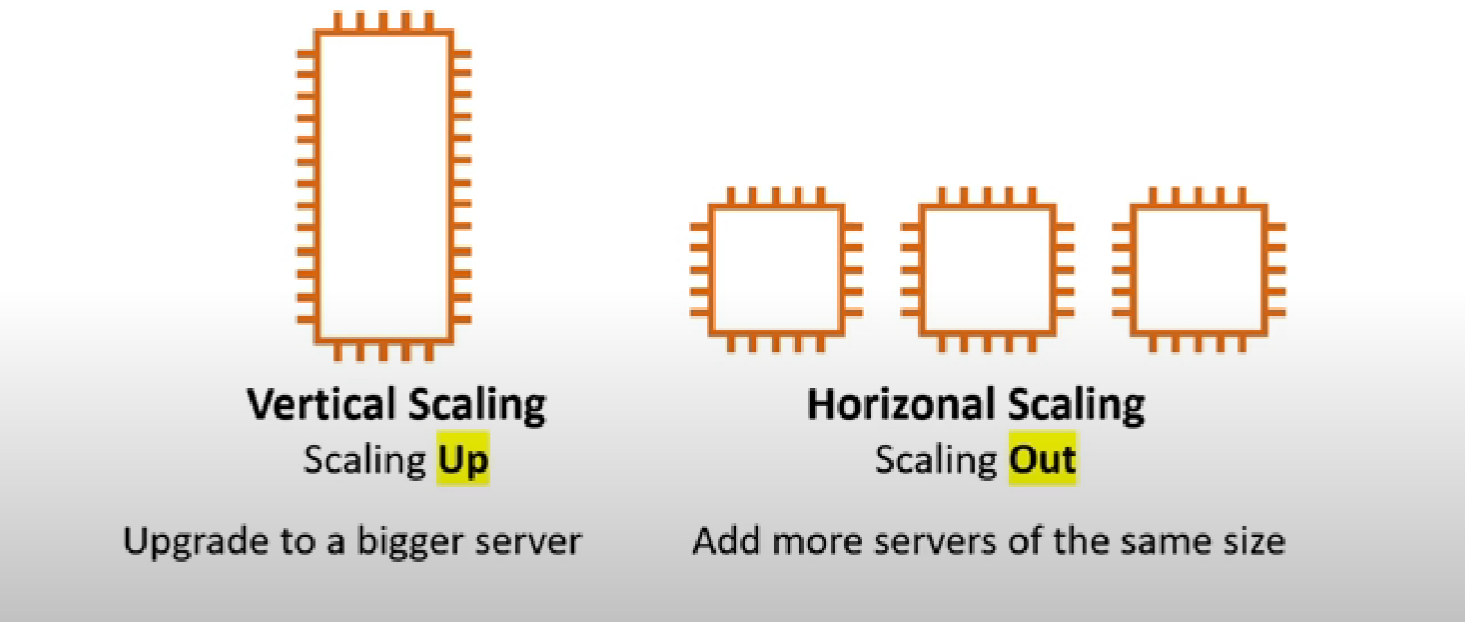 Vertical Scaling
Scaling Up
Upgrade to a bigger server
Horizonal Scaling
Scaling Out
Add more servers of the same size